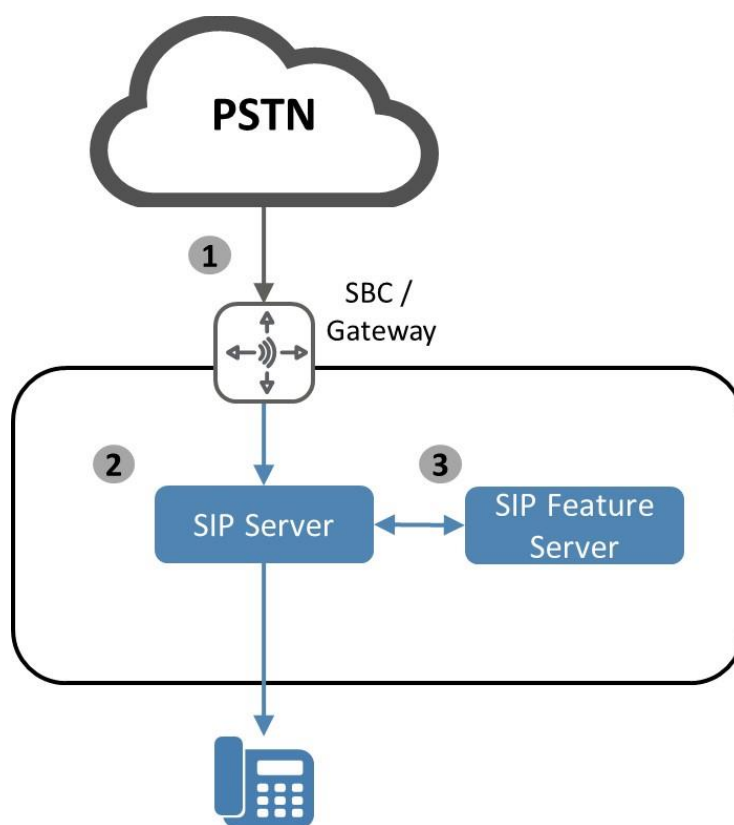 PSTN
1
SBC /
Gateway
2
3
SIP Server
SIP Feature
Server